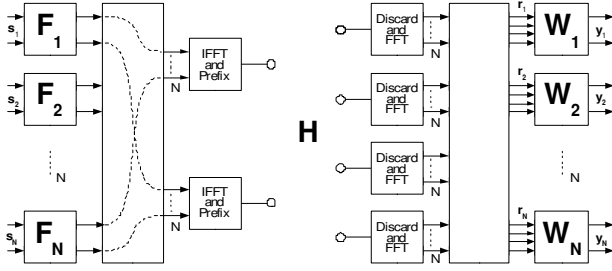 s1
F1
s2
F2
N
sN
FN
N
IFFT
and
Prefix
N
IFFT
and
Prefix
H
Discard
and
FFT
N
Discard
and
FFT
N
Discard
and
FFT
N
Discard
and
FFT
N
r1
W1
y1
r2
W2
y2
N
rN
WN
yN